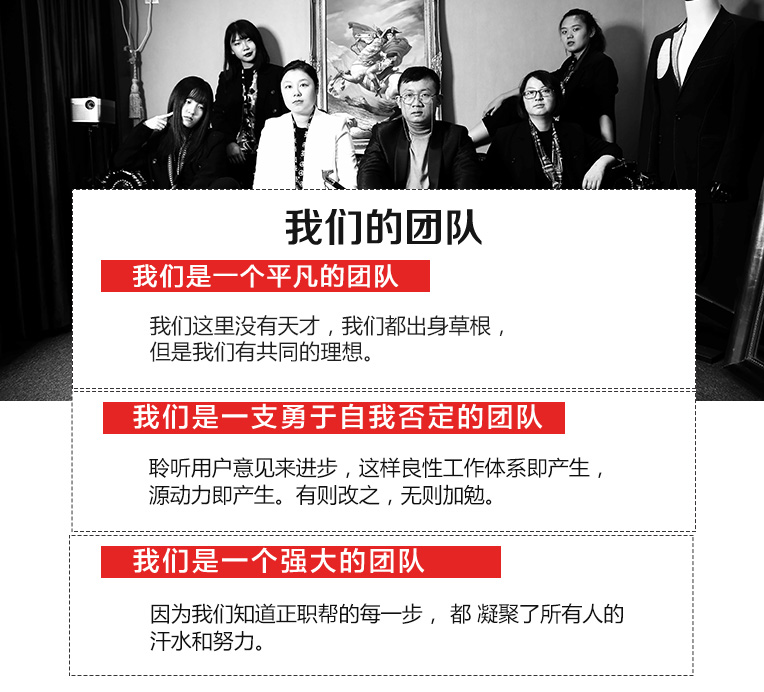 我们的团队
我们是一个平凡的团队
我们这里没有天才，我们都出身草根，
但是我们有共同的理想。
我们是一支勇于自我否定的团队
聆听用户意见来进步，这样良性工作体系即产生，
源动力即产生。有则改之，无则加勉。
我们是一个强大的团队
因为我们知道正职帮的每一步， 都 凝聚了所有人的
汗水和努力。